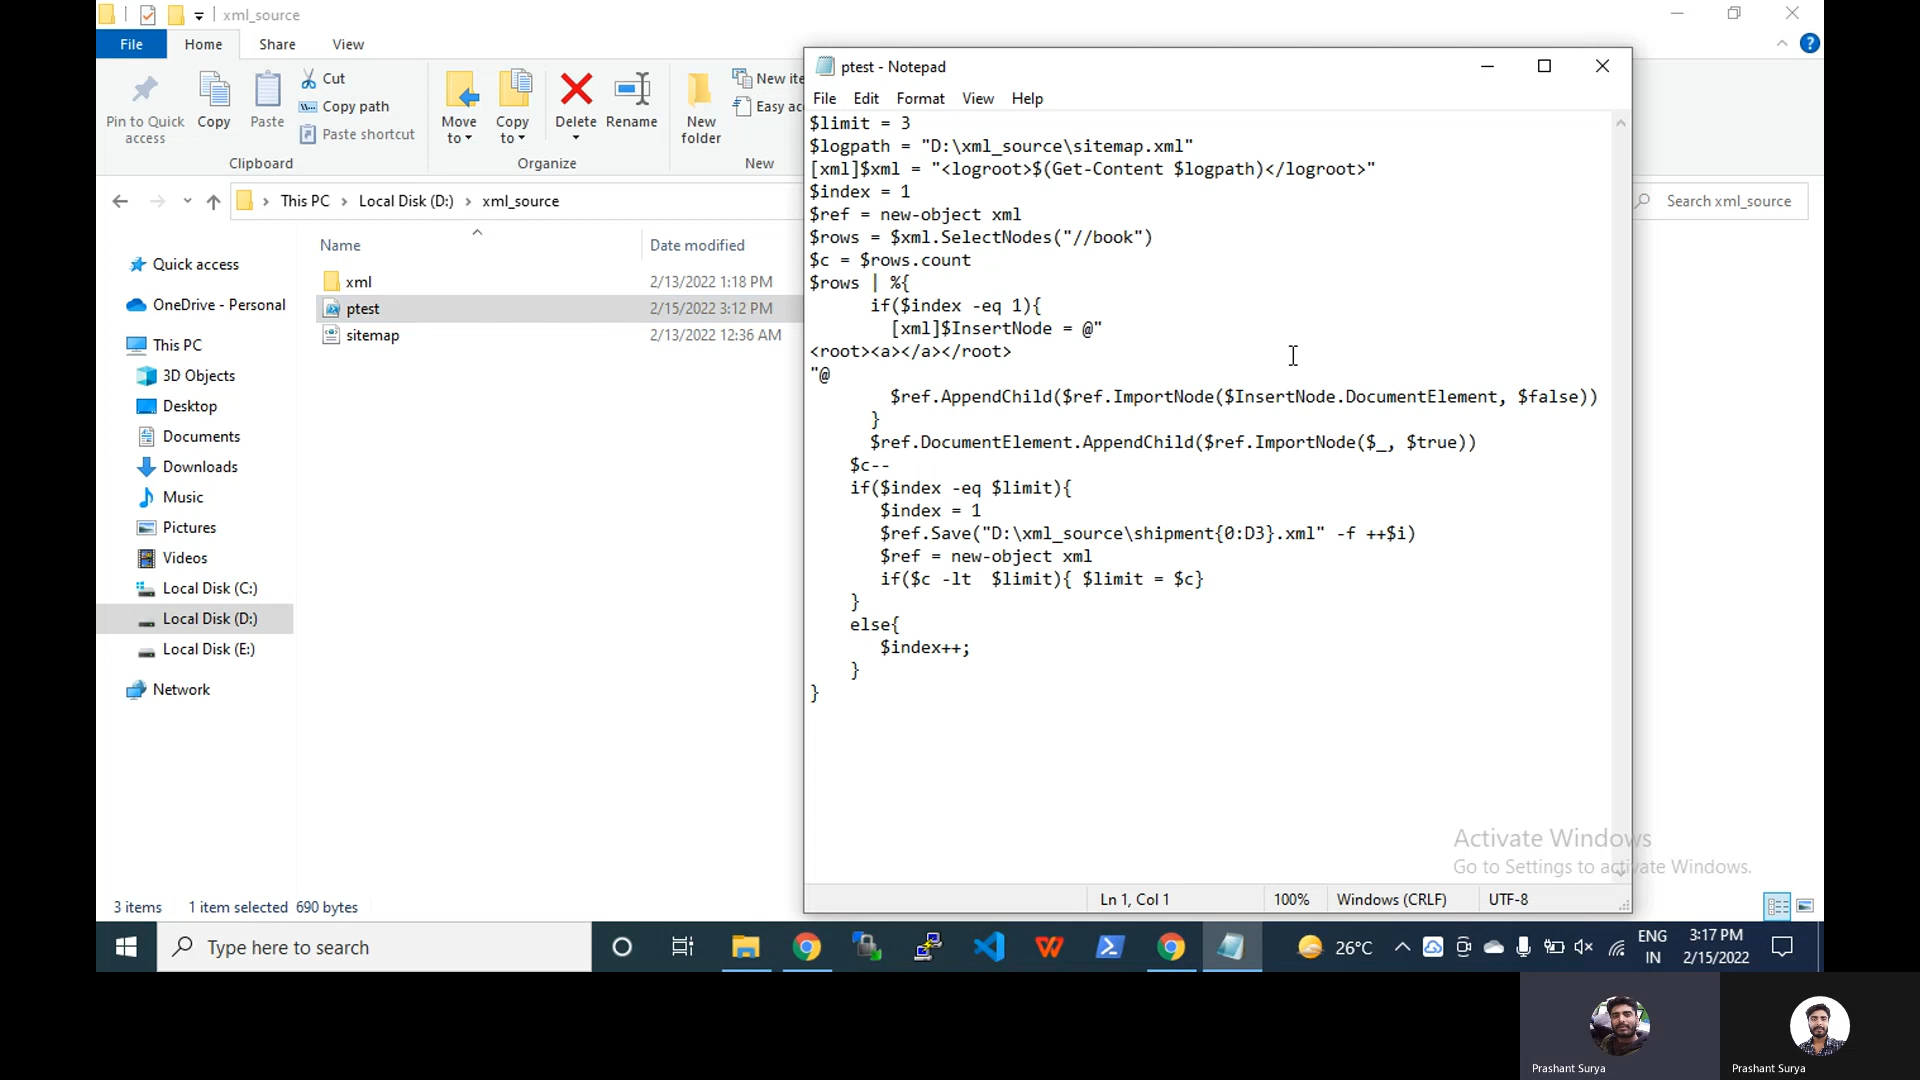 xml_source
File Home Share View
Pin to Quick access
Copy
Paste
Cut
Copy path
Paste shortcut
Clipboard
Move to
Copy to
Delete
Rename
Organize
New folder
New ite
Easy ac
New
This PC Local Disk (D:) xml_source
Search xml_source
Name Date modified
xml 2/13/2022 1:18 PM
ptest 2/15/2022 3:12 PM
sitemap 2/13/2022 12:36 AM
Quick access
OneDrive - Personal
This PC
3D Objects
Desktop
Documents
Downloads
Music
Pictures
Videos
Local Disk (C:)
Local Disk (D:)
Local Disk (E:)
Network
3 items 1 item selected 690 bytes
ptest - Notepad
File Edit Format View Help
$limit = 3
$logpath = "D:\xml_source\sitemap.xml"
[xml]$xml = "<logroot>$(Get-Content $logpath)</logroot>"
$index = 1
$ref = new-object xml
$rows = $xml.SelectNodes("//book")
$c = $rows.count
$rows | %{
if($index -eq 1){
[xml]$InsertNode = @"
<root><a></a></root>
"@
$ref.AppendChild($ref.ImportNode($InsertNode.DocumentElement, $false))
}
$ref.DocumentElement.AppendChild($ref.ImportNode($_, $true))
$c--
if($index -eq $limit){
$index = 1
$ref.Save("D:\xml_source\shipment{0:D3}.xml" -f ++$i)
$ref = new-object xml
if($c -lt  $limit){ $limit = $c}
}
else{
$index++;
}
}
Activate Windows
Go to Settings to activate Windows.
Ln 1, Col 1 100% Windows (CRLF) UTF-8
Type here to search
26°C
ENG
IN
3:17 PM
2/15/2022
Prashant Surya
Prashant Surya